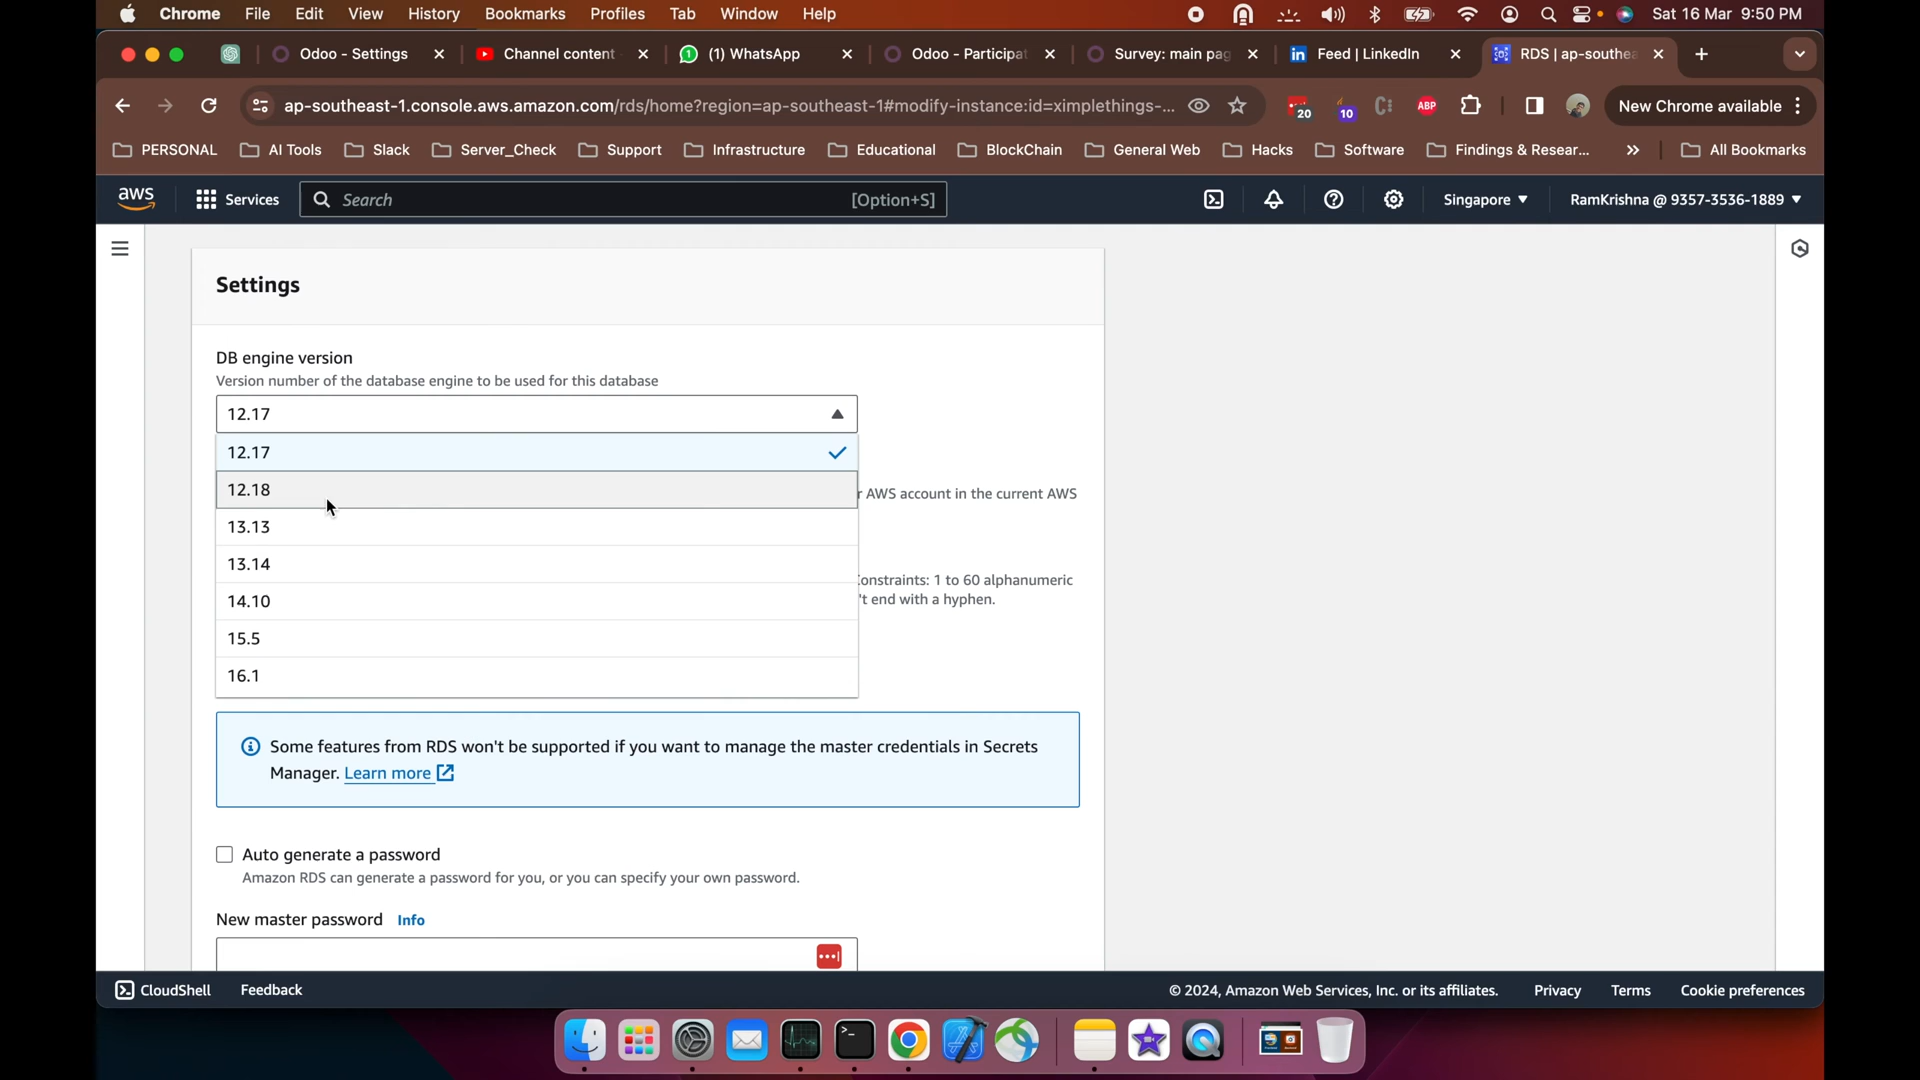 Chrome File Edit View History Bookmarks Profiles Tab Window Help Sat 16 Mar 9:50 PM
Odoo - Settings Channel content 1 (1) WhatsApp Odoo - Participat Survey: main pag in Feed | LinkedIn RDS | ap-southea
ap-southeast-1.console.aws.amazon.com/rds/home?region=ap-southeast-1#modify-instance:id=ximplethings-... 20 10 ABP New Chrome available
PERSONAL AI Tools Slack Server_Check Support Infrastructure Educational BlockChain General Web Hacks Software Findings & Resear... » All Bookmarks
aws Services Search [Option+S] Singapore RamKrishna @ 9357-3536-1889
Settings
DB engine version
Version number of the database engine to be used for this database
12.17
12.17
12.18
r AWS account in the current AWS
13.13
13.14
onstraints: 1 to 60 alphanumeric
't end with a hyphen.
14.10
15.5
16.1
Some features from RDS won't be supported if you want to manage the master credentials in Secrets
Manager. Learn more
Auto generate a password
Amazon RDS can generate a password for you, or you can specify your own password.
New master password Info
CloudShell Feedback © 2024, Amazon Web Services, Inc. or its affiliates. Privacy Terms Cookie preferences